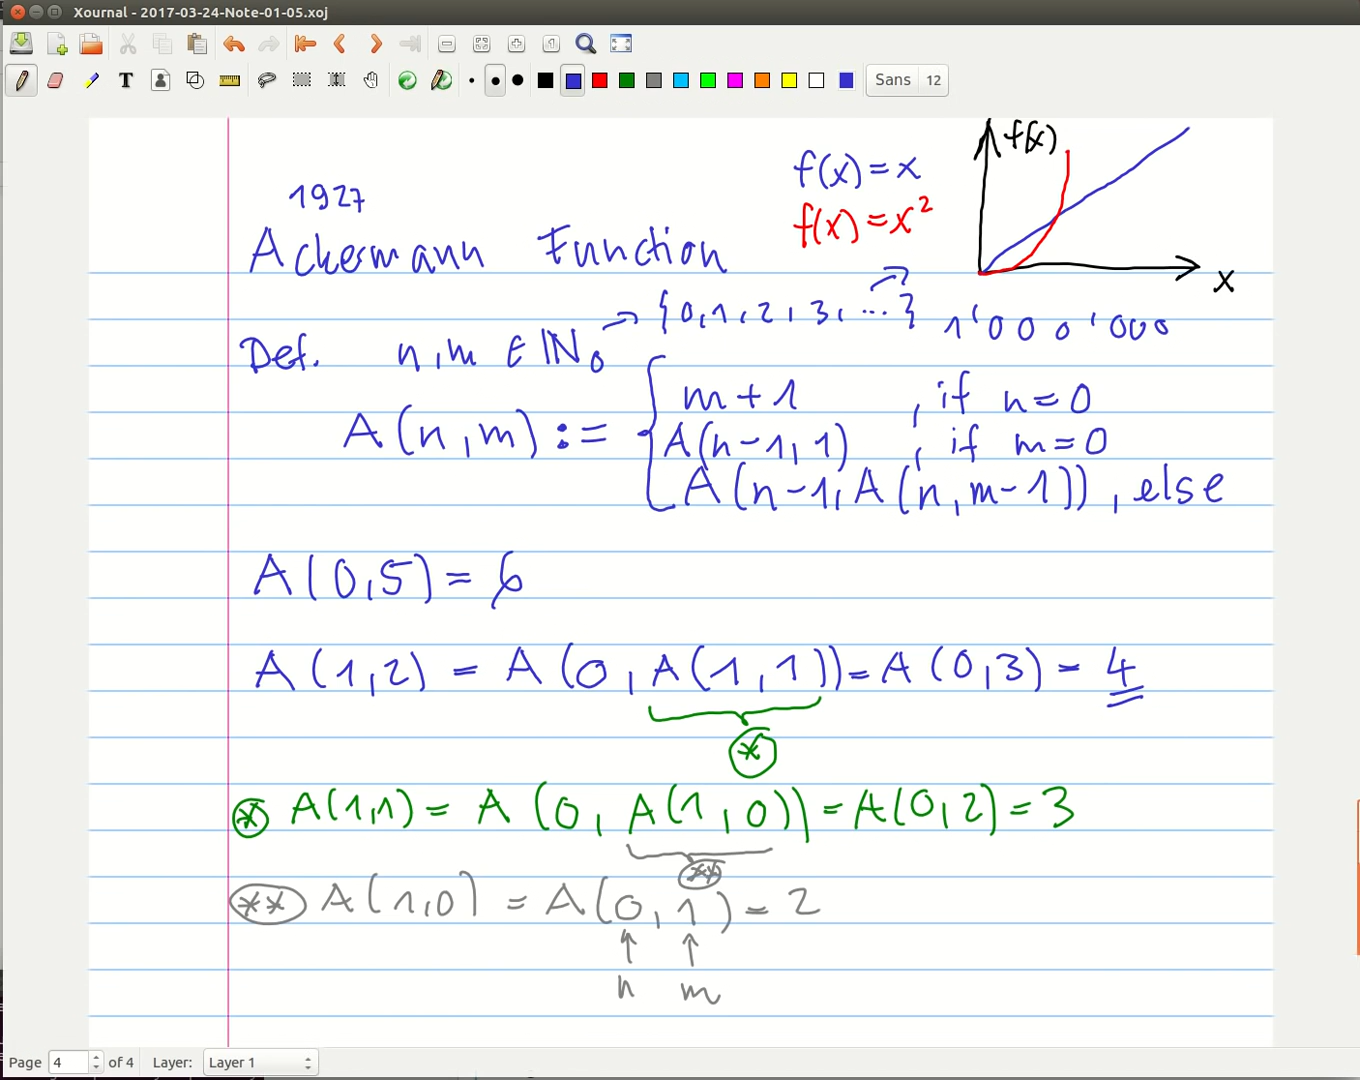 Xournal - 2017-03-24-Note-01-05.xoj
T
Sans 12
f(x)
f(x) = x
1927
f(x) = x²
Ackermann Function
x
{0,1,2,3,...} 1'000'000
Def. n,m ∈ ℕ₀
m+1 , if n=0
A(n,m) := A(n-1,1) , if m=0
A(n-1,A(n,m-1)), else
A(0,5) = 6
A(1,2) = A(0,A(1,1)) = A(0,3) = 4
*
* A(1,1) = A(0,A(1,0)) = A(0,2) = 3
**
** A(1,0) = A(0,1) = 2
n m
Page 4 of 4 Layer: Layer 1